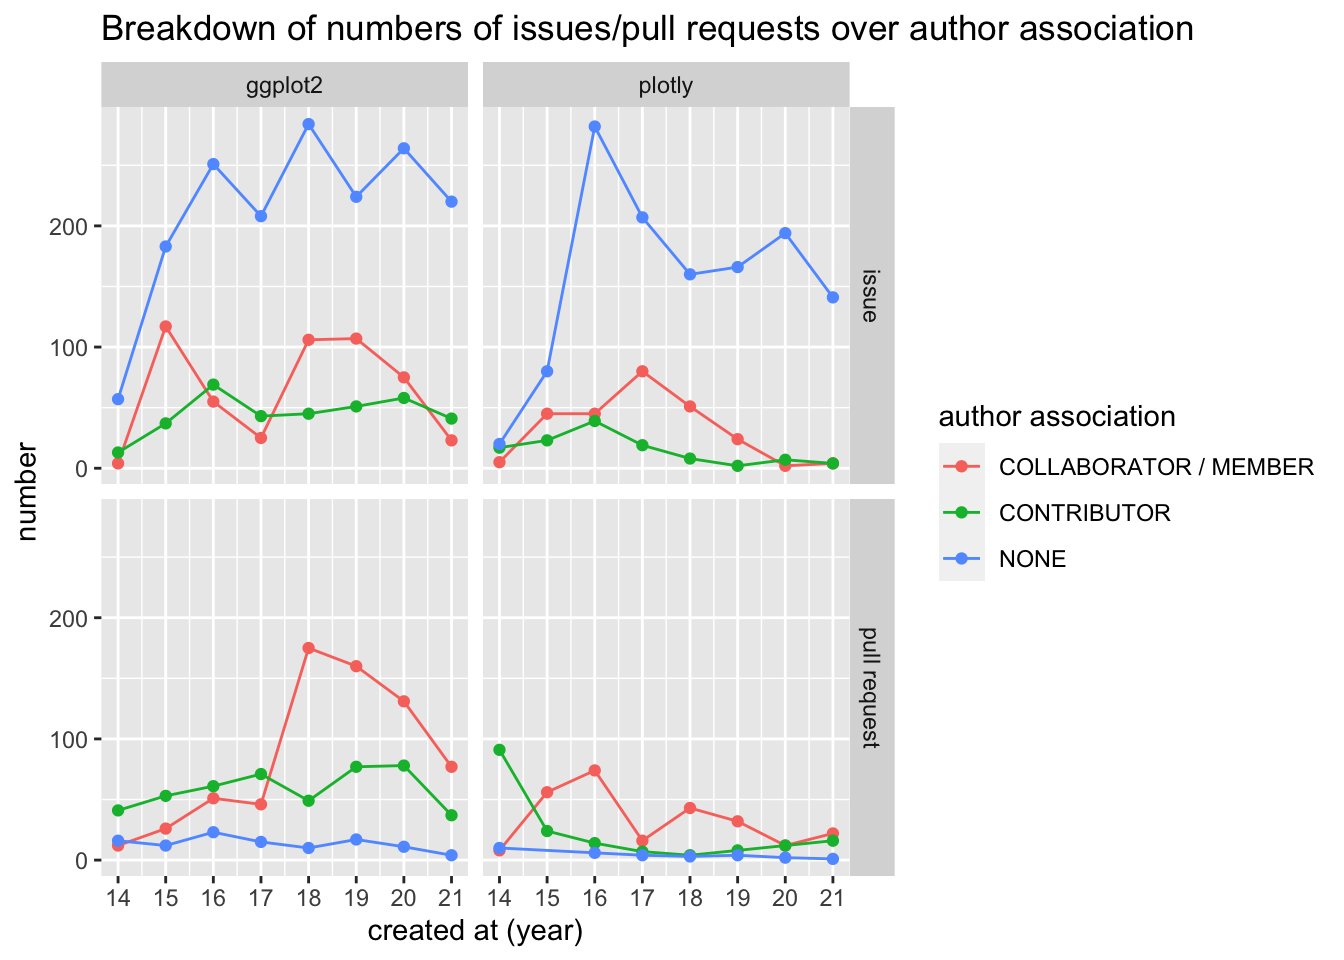 Breakdown of numbers of issues/pull requests over author association
ggplot2
plotly
issue
pull request
number
200
100
0
200
100
0
14 15 16 17 18 19 20 21
14 15 16 17 18 19 20 21
created at (year)
author association
COLLABORATOR / MEMBER
CONTRIBUTOR
NONE